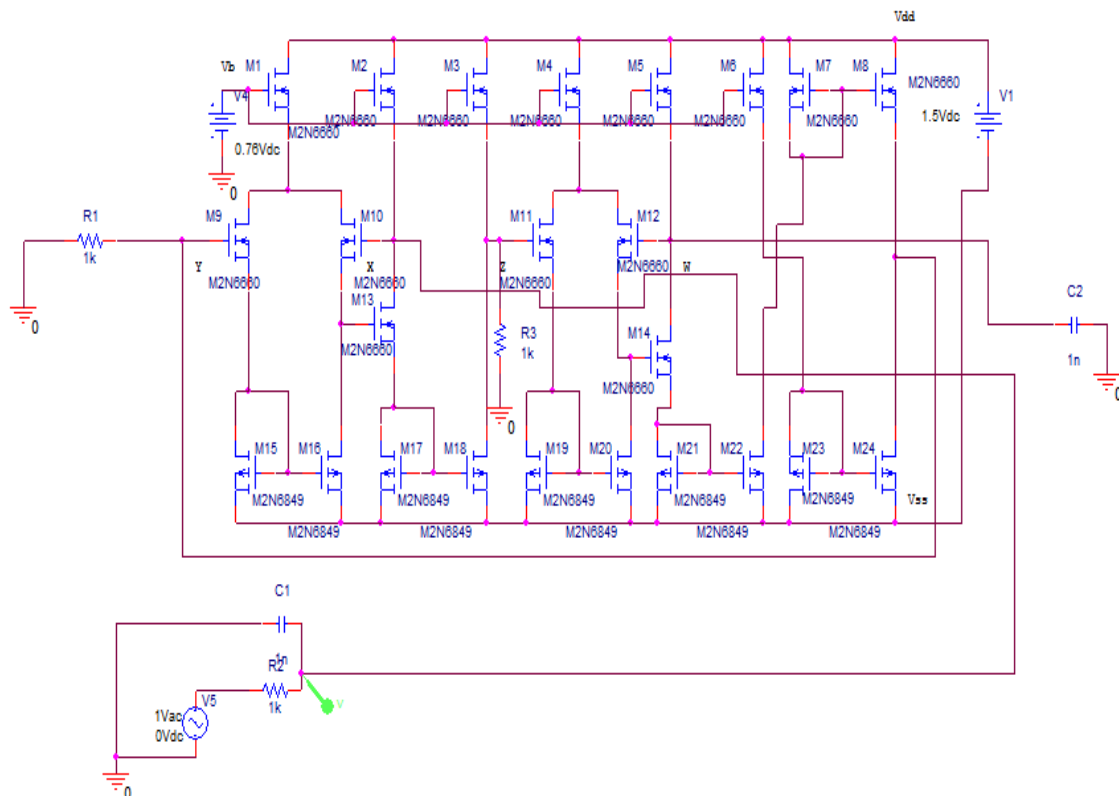 Vdd
M1
M2
M3
M4
M5
M6
M7
M8
Vb
V4
M2N6660
M2N6660
M2N6660
M2N6660
M2N6660
M2N6660
M2N6660
M2N6660
V1
1.5Vdc
0.76Vdc
0
R1
1k
0
M9
M10
M11
M12
Y
X
Z
W
M2N6660
M2N6660
M2N6660
M2N6660
M13
M2N6660
R3
1k
0
M14
M2N6660
C2
1n
0
M15
M16
M17
M18
M19
M20
M21
M22
M23
M24
M2N6849
M2N6849
M2N6849
M2N6849
M2N6849
Vss
M2N6849
M2N6849
M2N6849
M2N6849
M2N6849
C1
1n
R2
1k
V
V5
1Vac
0Vdc
0